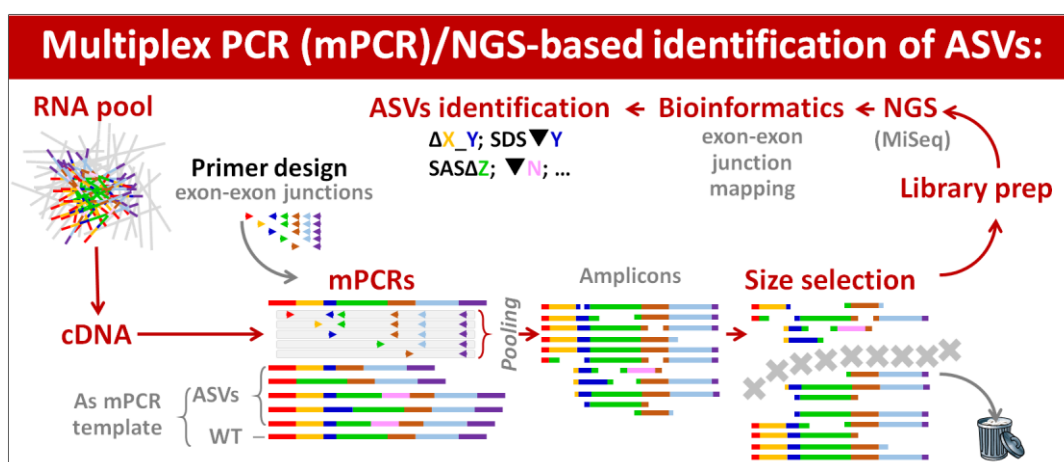 Multiplex PCR (mPCR)/NGS-based identification of ASVs:
RNA pool
ASVs identification
Bioinformatics
NGS
ΔX_Y; SDS▼Y
SASΔZ; ▼N; ...
exon-exon
junction
mapping
(MiSeq)
Primer design
exon-exon junctions
Library prep
mPCRs
Amplicons
Size selection
cDNA
Pooling
As mPCR
template
ASVs
WT